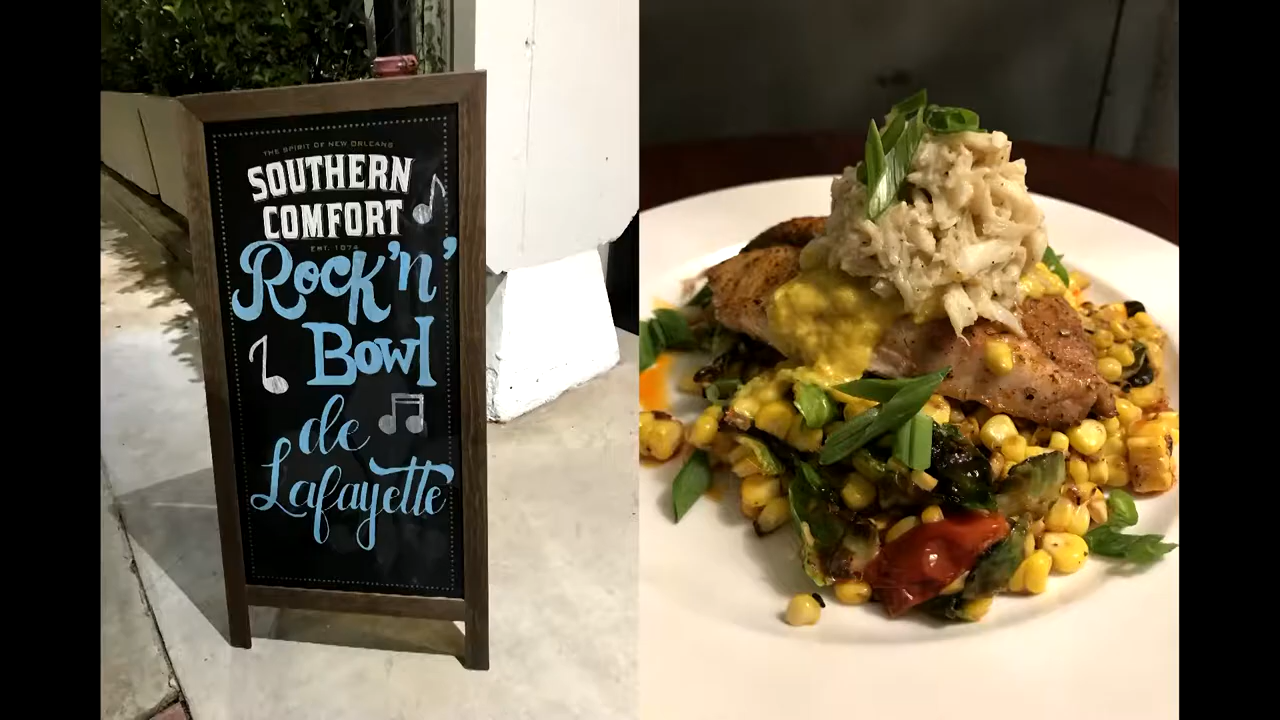 THE SPIRIT OF NEW ORLEANS
SOUTHERN
COMFORT
EST. 1874
Rock'n'
Bowl
de
Lafayette